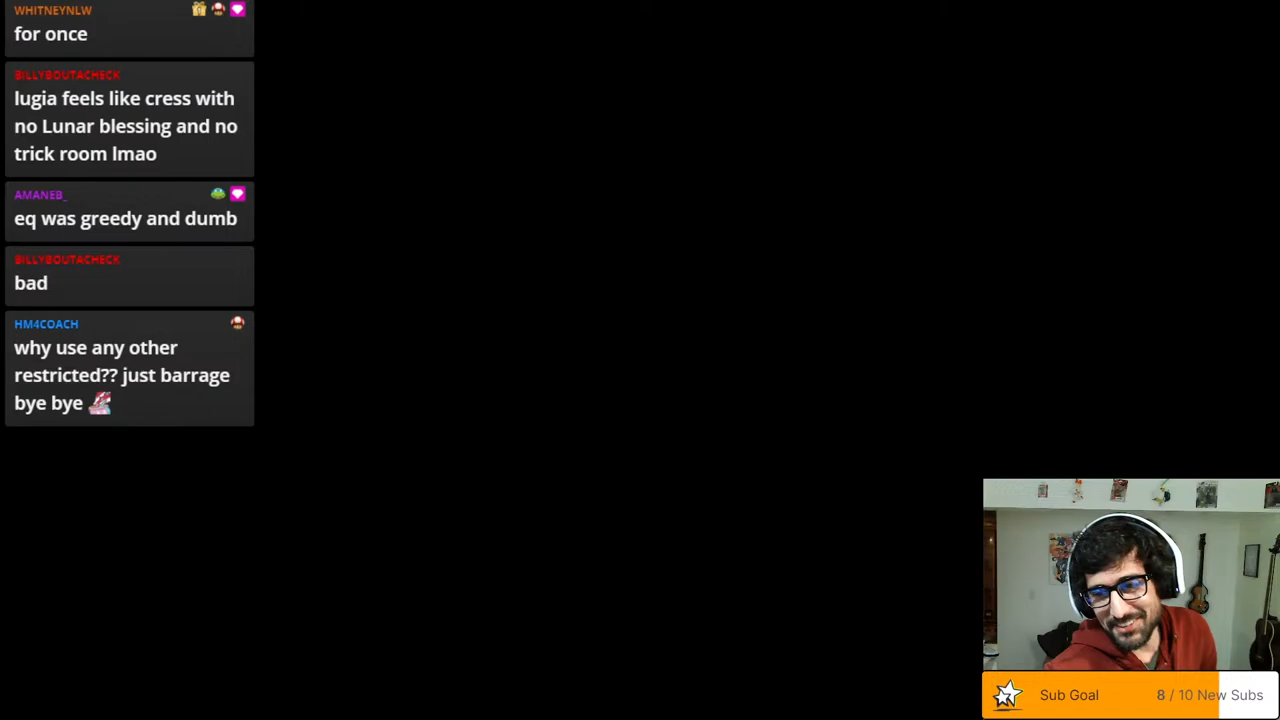 WHITNEYNLW
for once
BILLYBOUTACHECK
lugia feels like cress with
no Lunar blessing and no
trick room lmao
AMANEB_
eq was greedy and dumb
BILLYBOUTACHECK
bad
HM4COACH
why use any other
restricted?? just barrage
bye bye
Sub Goal 8 / 10 New Subs